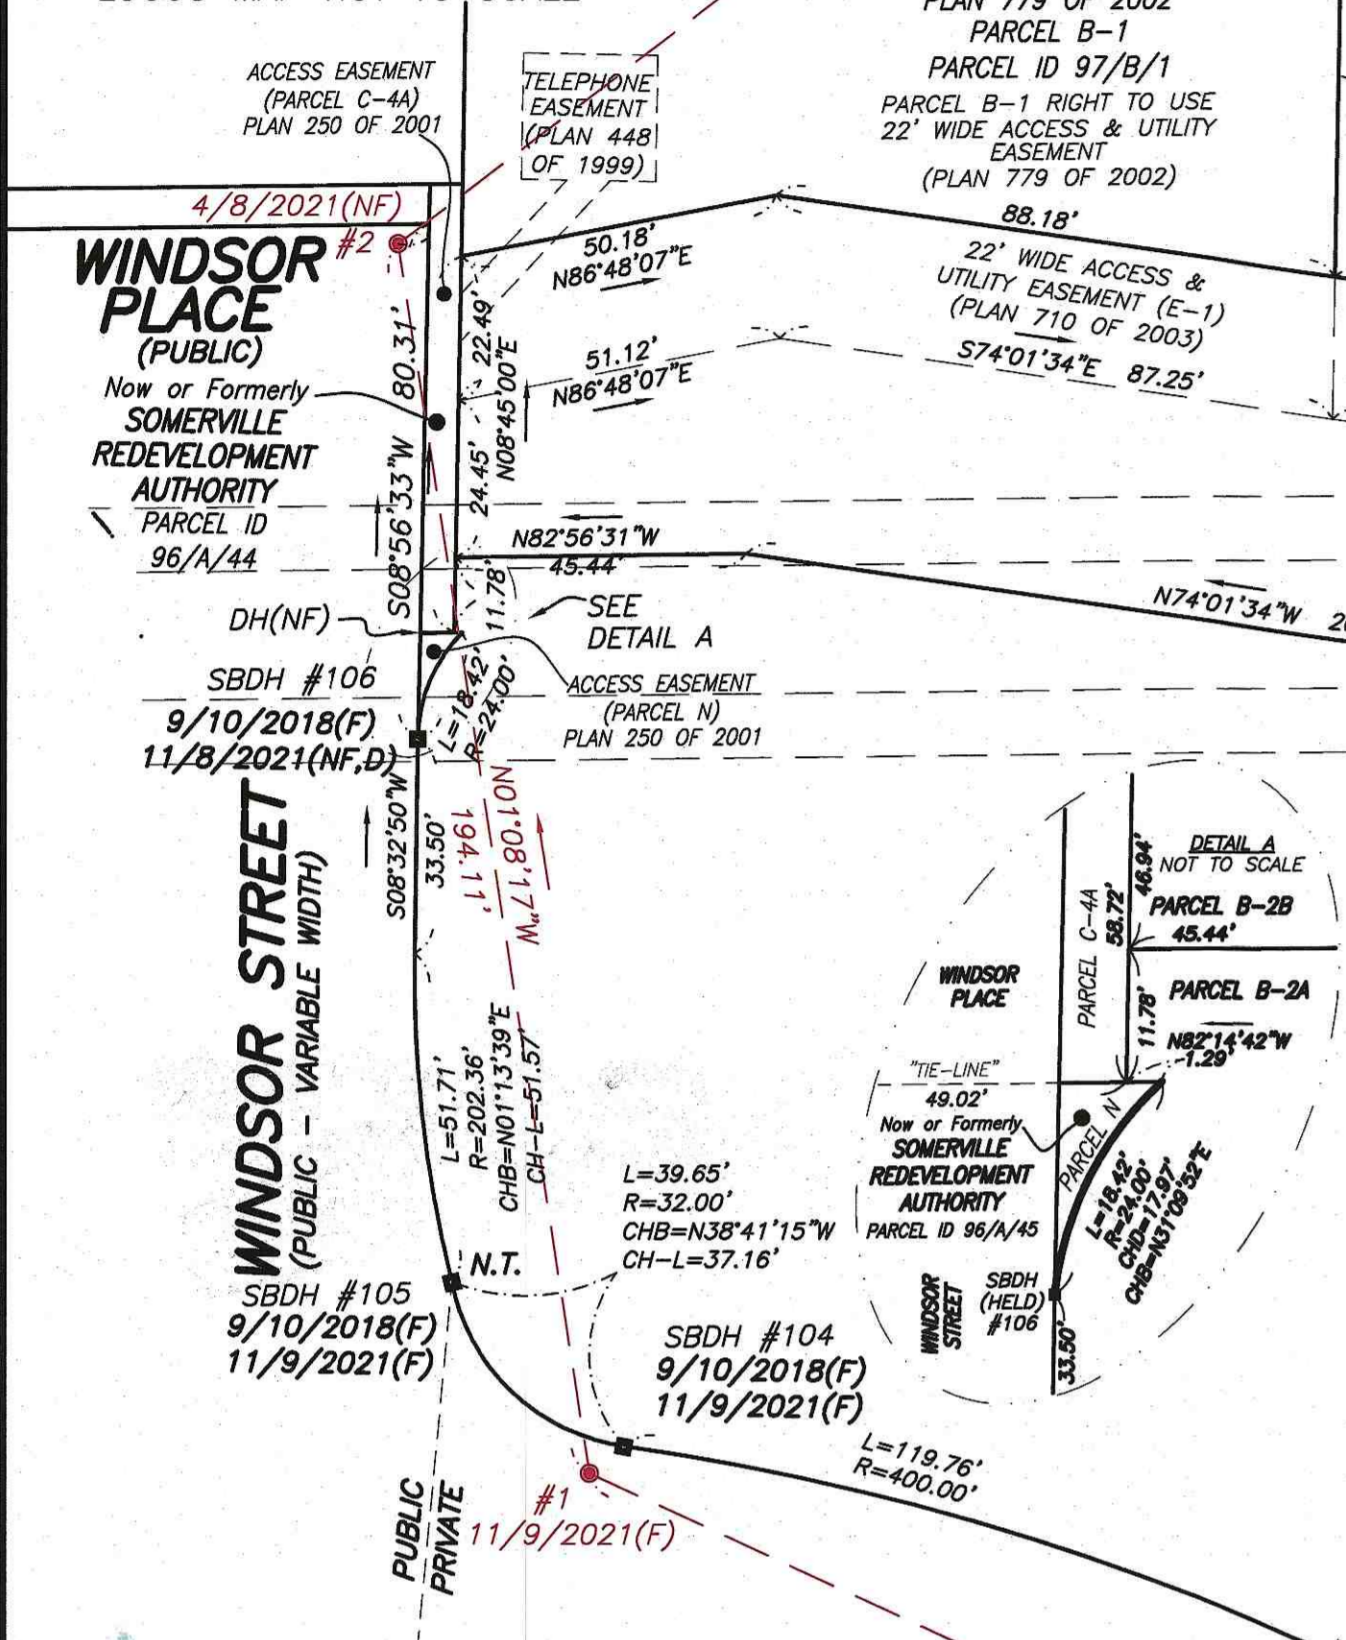 PLAN 779 OF 2002
PARCEL B-1
PARCEL ID 97/B/1
PARCEL B-1 RIGHT TO USE
22' WIDE ACCESS & UTILITY
EASEMENT
(PLAN 779 OF 2002)
ACCESS EASEMENT
(PARCEL C-4A)
PLAN 250 OF 2001
TELEPHONE
EASEMENT
(PLAN 448
OF 1999)
4/8/2021(NF)
#2
WINDSOR
PLACE
(PUBLIC)
Now or Formerly
SOMERVILLE
REDEVELOPMENT
AUTHORITY
PARCEL ID
96/A/44
S08°56'33"W 80.31'
22.49'
24.45'
N08°45'00"E
50.18'
N86°48'07"E
88.18'
22' WIDE ACCESS &
UTILITY EASEMENT (E-1)
(PLAN 710 OF 2003)
51.12'
N86°48'07"E
S74°01'34"E 87.25'
N82°56'31"W
45.44'
N74°01'34"W
11.78'
SEE
DETAIL A
DH(NF)
SBDH #106
9/10/2018(F)
11/8/2021(NF,D)
L=18.42'
R=24.00'
ACCESS EASEMENT
(PARCEL N)
PLAN 250 OF 2001
WINDSOR STREET
(PUBLIC - VARIABLE WIDTH)
S08°32'50"W
33.50'
N01°08'17"W
194.11'
L=51.71'
R=202.36'
CHB=N01°13'39"E
CH-L=51.57'
L=39.65'
R=32.00'
CHB=N38°41'15"W
CH-L=37.16'
N.T.
SBDH #105
9/10/2018(F)
11/9/2021(F)
SBDH #104
9/10/2018(F)
11/9/2021(F)
L=119.76'
R=400.00'
#1
11/9/2021(F)
PUBLIC
PRIVATE
DETAIL A
NOT TO SCALE
46.94'
PARCEL C-4A
58.72'
PARCEL B-2B
45.44'
WINDSOR
PLACE
11.78'
PARCEL B-2A
N82°14'42"W
1.29'
"TIE-LINE"
49.02'
Now or Formerly
SOMERVILLE
REDEVELOPMENT
AUTHORITY
PARCEL ID 96/A/45
PARCEL N
L=18.42'
R=24.00'
CHD=17.97'
CHB=N31°09'52"E
WINDSOR
STREET
SBDH
(HELD)
#106
33.50'